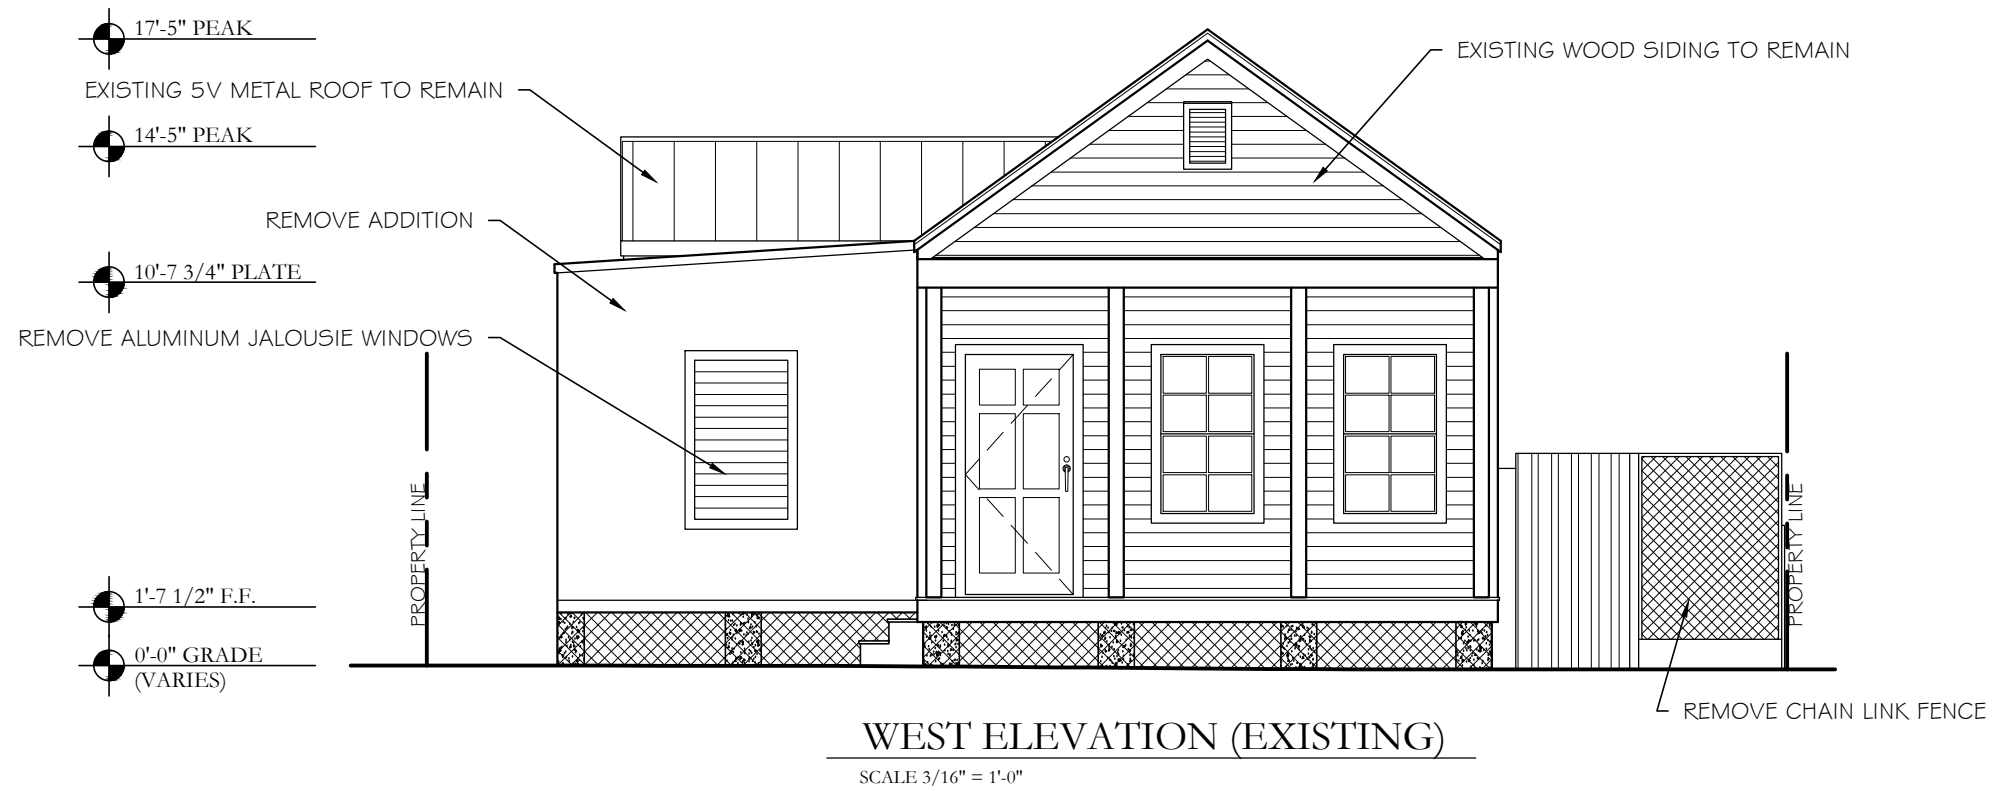 17'-5" PEAK
EXISTING WOOD SIDING TO REMAIN
EXISTING 5V METAL ROOF TO REMAIN
14'-5" PEAK
REMOVE ADDITION
10'-7 3/4" PLATE
REMOVE ALUMINUM JALOUSIE WINDOWS
PROPERTY LINE
PROPERTY LINE
1'-7 1/2" F.F.
0'-0" GRADE
(VARIES)
REMOVE CHAIN LINK FENCE
WEST ELEVATION (EXISTING)
SCALE 3/16" = 1'-0"